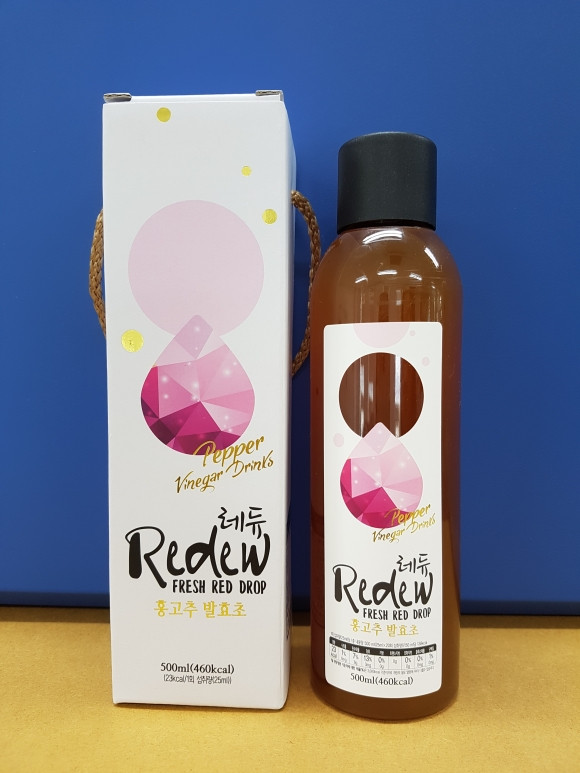 Pepper
Vinegar Drinks
레듀
Redew
FRESH RED DROP
홍고추 발효초
500ml(460kcal)
(23kcal/1회 섭취량(25ml))
Pepper
Vinegar Drinks
레듀
Redew
FRESH RED DROP
홍고추 발효초
500ml(460kcal)